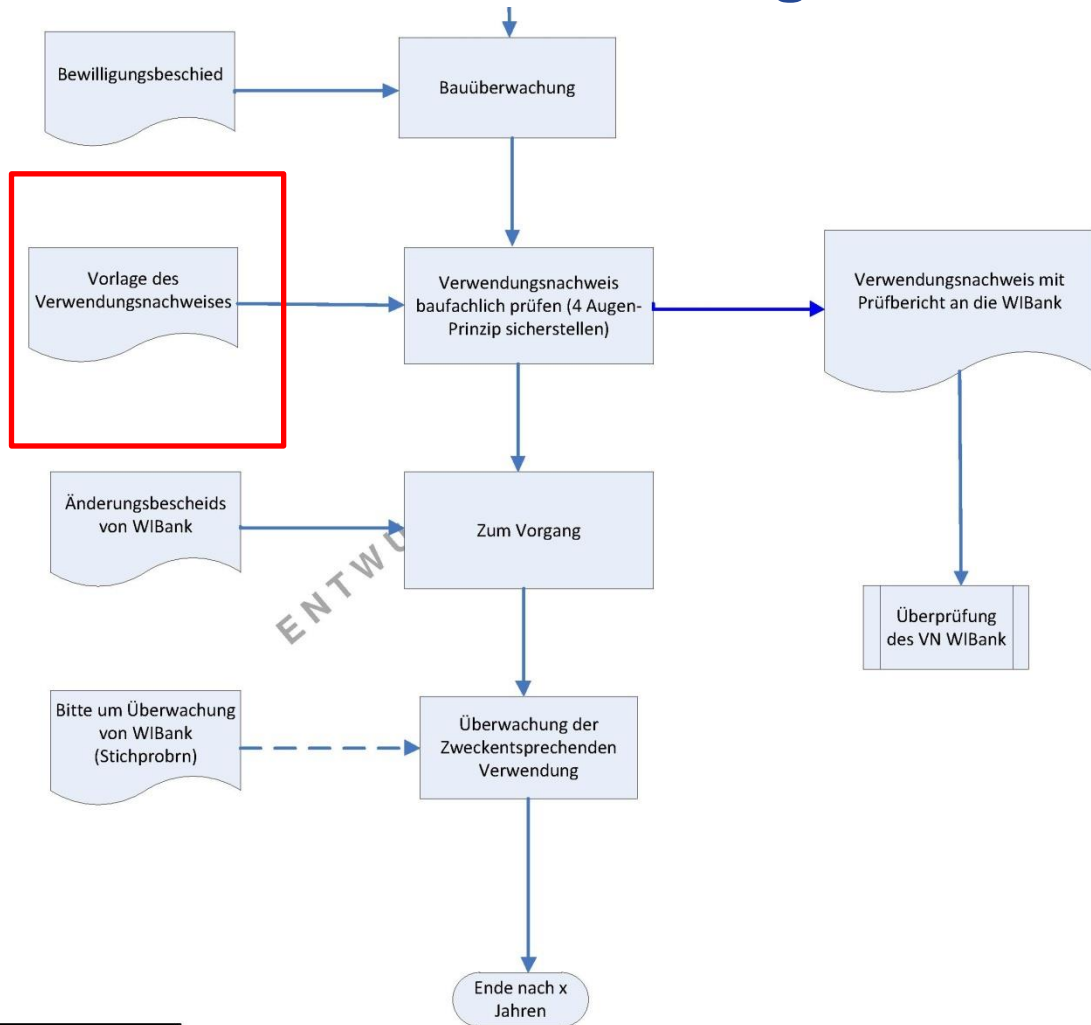 Bewilligungsbeschied
Bauüberwachung
Vorlage des
Verwendungsnachweises
Verwendungsnachweis
baufachlich prüfen (4 Augen-
Prinzip sicherstellen)
Verwendungsnachweis mit
Prüfbericht an die WIBank
Änderungsbescheids
von WIBank
Zum Vorgang
ENTWU
Überprüfung
des VN WIBank
Bitte um Überwachung
von WIBank
(Stichprobrn)
Überwachung der
Zweckentsprechenden
Verwendung
Ende nach x
Jahren